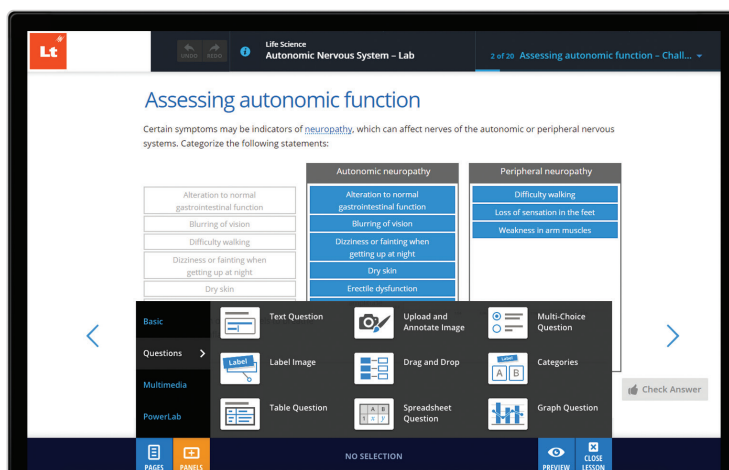 Lt
UNDO
REDO
Life Science
Autonomic Nervous System – Lab
2 of 20 Assessing autonomic function – Chall...
Assessing autonomic function
Certain symptoms may be indicators of neuropathy, which can affect nerves of the autonomic or peripheral nervous
systems. Categorize the following statements:
Alteration to normal
gastrointestinal function
Blurring of vision
Difficulty walking
Dizziness or fainting when
getting up at night
Dry skin
Autonomic neuropathy
Alteration to normal
gastrointestinal function
Blurring of vision
Dizziness or fainting when
getting up at night
Dry skin
Erectile dysfunction
Peripheral neuropathy
Difficulty walking
Loss of sensation in the feet
Weakness in arm muscles
Basic
Questions
Multimedia
PowerLab
Text Question
Upload and
Annotate Image
Multi-Choice
Question
Label
Label Image
Drag and Drop
Label
A B
Categories
Table Question
A B
1 x y
Spreadsheet
Question
Graph Question
Check Answer
PAGES
PANELS
NO SELECTION
PREVIEW
CLOSE
LESSON